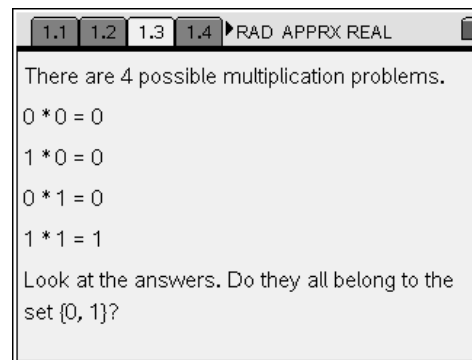 1.1 1.2 1.3 1.4 RAD APPRX REAL
There are 4 possible multiplication problems.
0 * 0 = 0
1 * 0 = 0
0 * 1 = 0
1 * 1 = 1
Look at the answers. Do they all belong to the
set {0, 1}?